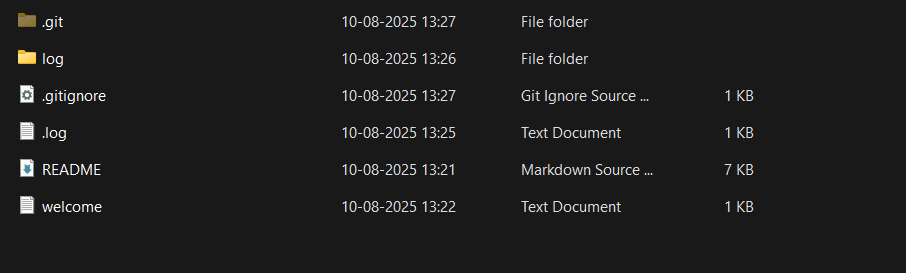 .git 10-08-2025 13:27 File folder
log 10-08-2025 13:26 File folder
.gitignore 10-08-2025 13:27 Git Ignore Source ... 1 KB
.log 10-08-2025 13:25 Text Document 1 KB
README 10-08-2025 13:21 Markdown Source ... 7 KB
welcome 10-08-2025 13:22 Text Document 1 KB